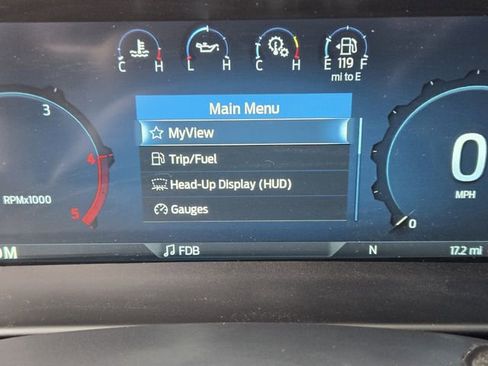 C H L H C H E 119 F
mi to E
Main Menu
MyView
Trip/Fuel
Head-Up Display (HUD)
Gauges
3
4
5
RPMx1000
0
MPH
0
FDB
N
17.2 mi